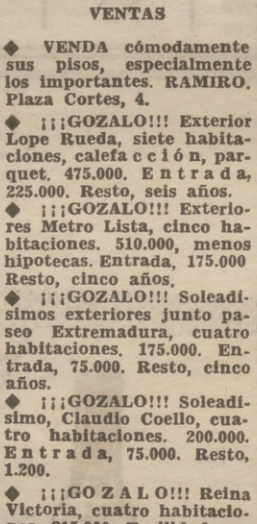 VENTAS
◆ VENDA cómodamente
sus pisos, especialmente
los importantes. RAMIRO.
Plaza Cortes, 4.
◆ ¡¡¡GOZALO!!! Exterior
Lope Rueda, siete habita-
ciones, calefacción, par-
quet. 475.000. Entrada,
225.000. Resto, seis años.
◆ ¡¡¡GOZALO!!! Exterio-
res Metro Lista, cinco ha-
bitaciones. 510.000, menos
hipotecas. Entrada, 175.000
Resto, cinco años.
◆ ¡¡¡GOZALO!!! Soleadí-
simos exteriores junto pa-
seo Extremadura, cuatro
habitaciones. 175.000. En-
trada, 75.000. Resto, cinco
años.
◆ ¡¡¡GOZALO!!! Soleadí-
simo, Claudio Coello, cua-
tro habitaciones. 200.000.
Entrada, 75.000. Resto,
1.200.
◆ ¡¡¡GOZALO!!! Reina
Victoria, cuatro habitacio-